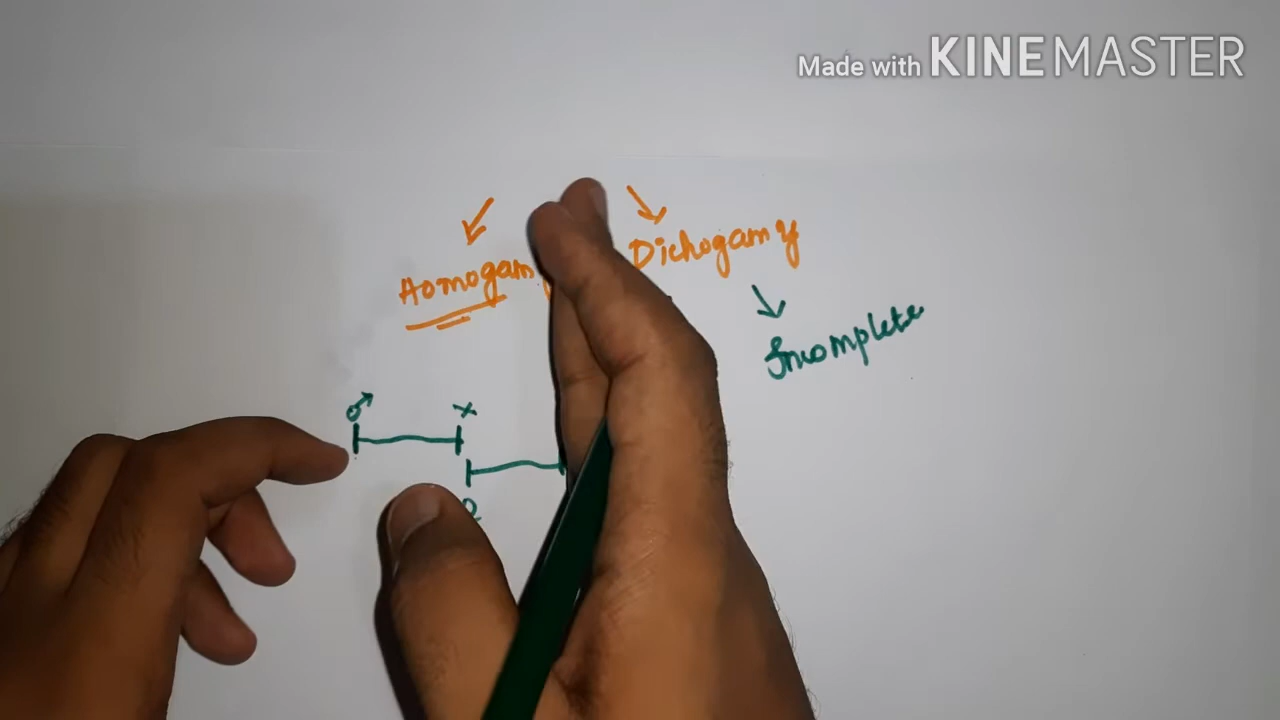 Made with KINEMASTER
Homogam
Dichogamy
Incomplete
♂ x
♀